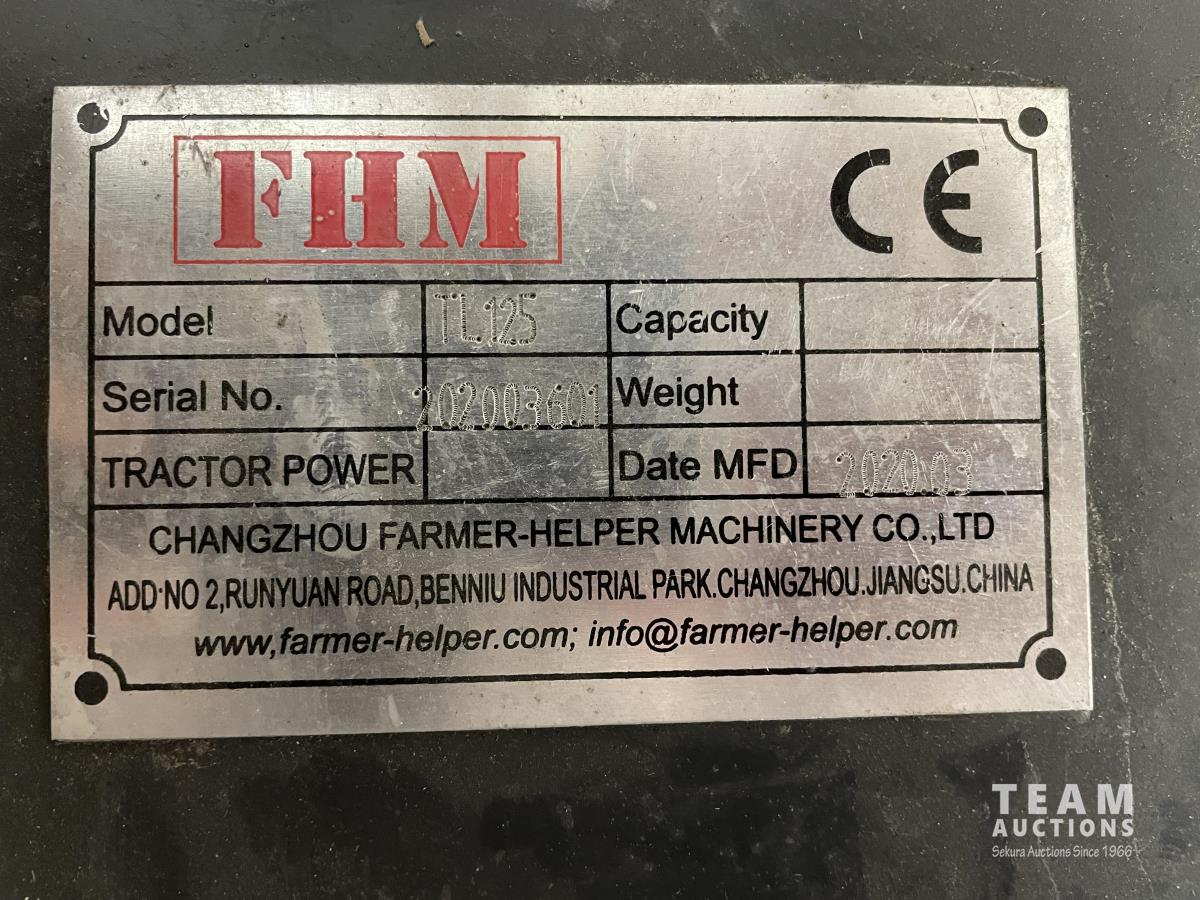 FHM CE
Model TL125 Capacity
Serial No. 202003601 Weight
TRACTOR POWER Date MFD 2020.03
CHANGZHOU FARMER-HELPER MACHINERY CO.,LTD
ADD·NO 2,RUNYUAN ROAD,BENNIU INDUSTRIAL PARK.CHANGZHOU.JIANGSU.CHINA
www,farmer-helper.com; info@farmer-helper.com
TEAM
AUCTIONS
Sekura Auctions Since 1966